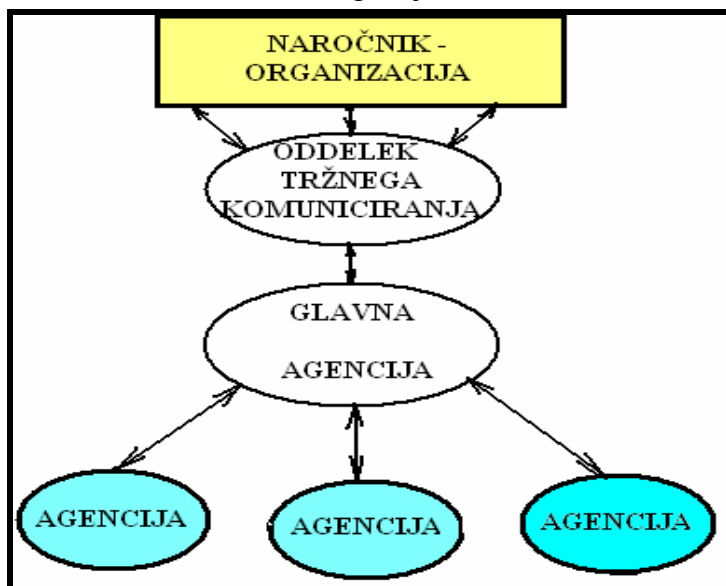 NAROČNIK -
ORGANIZACIJA
ODDELEK
TRŽNEGA
KOMUNICIRANJA
GLAVNA
AGENCIJA
AGENCIJA
AGENCIJA
AGENCIJA